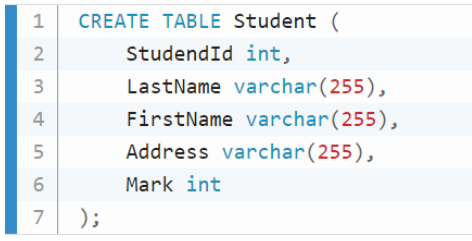 1 CREATE TABLE Student (
2 StudendId int,
3 LastName varchar(255),
4 FirstName varchar(255),
5 Address varchar(255),
6 Mark int
7 );